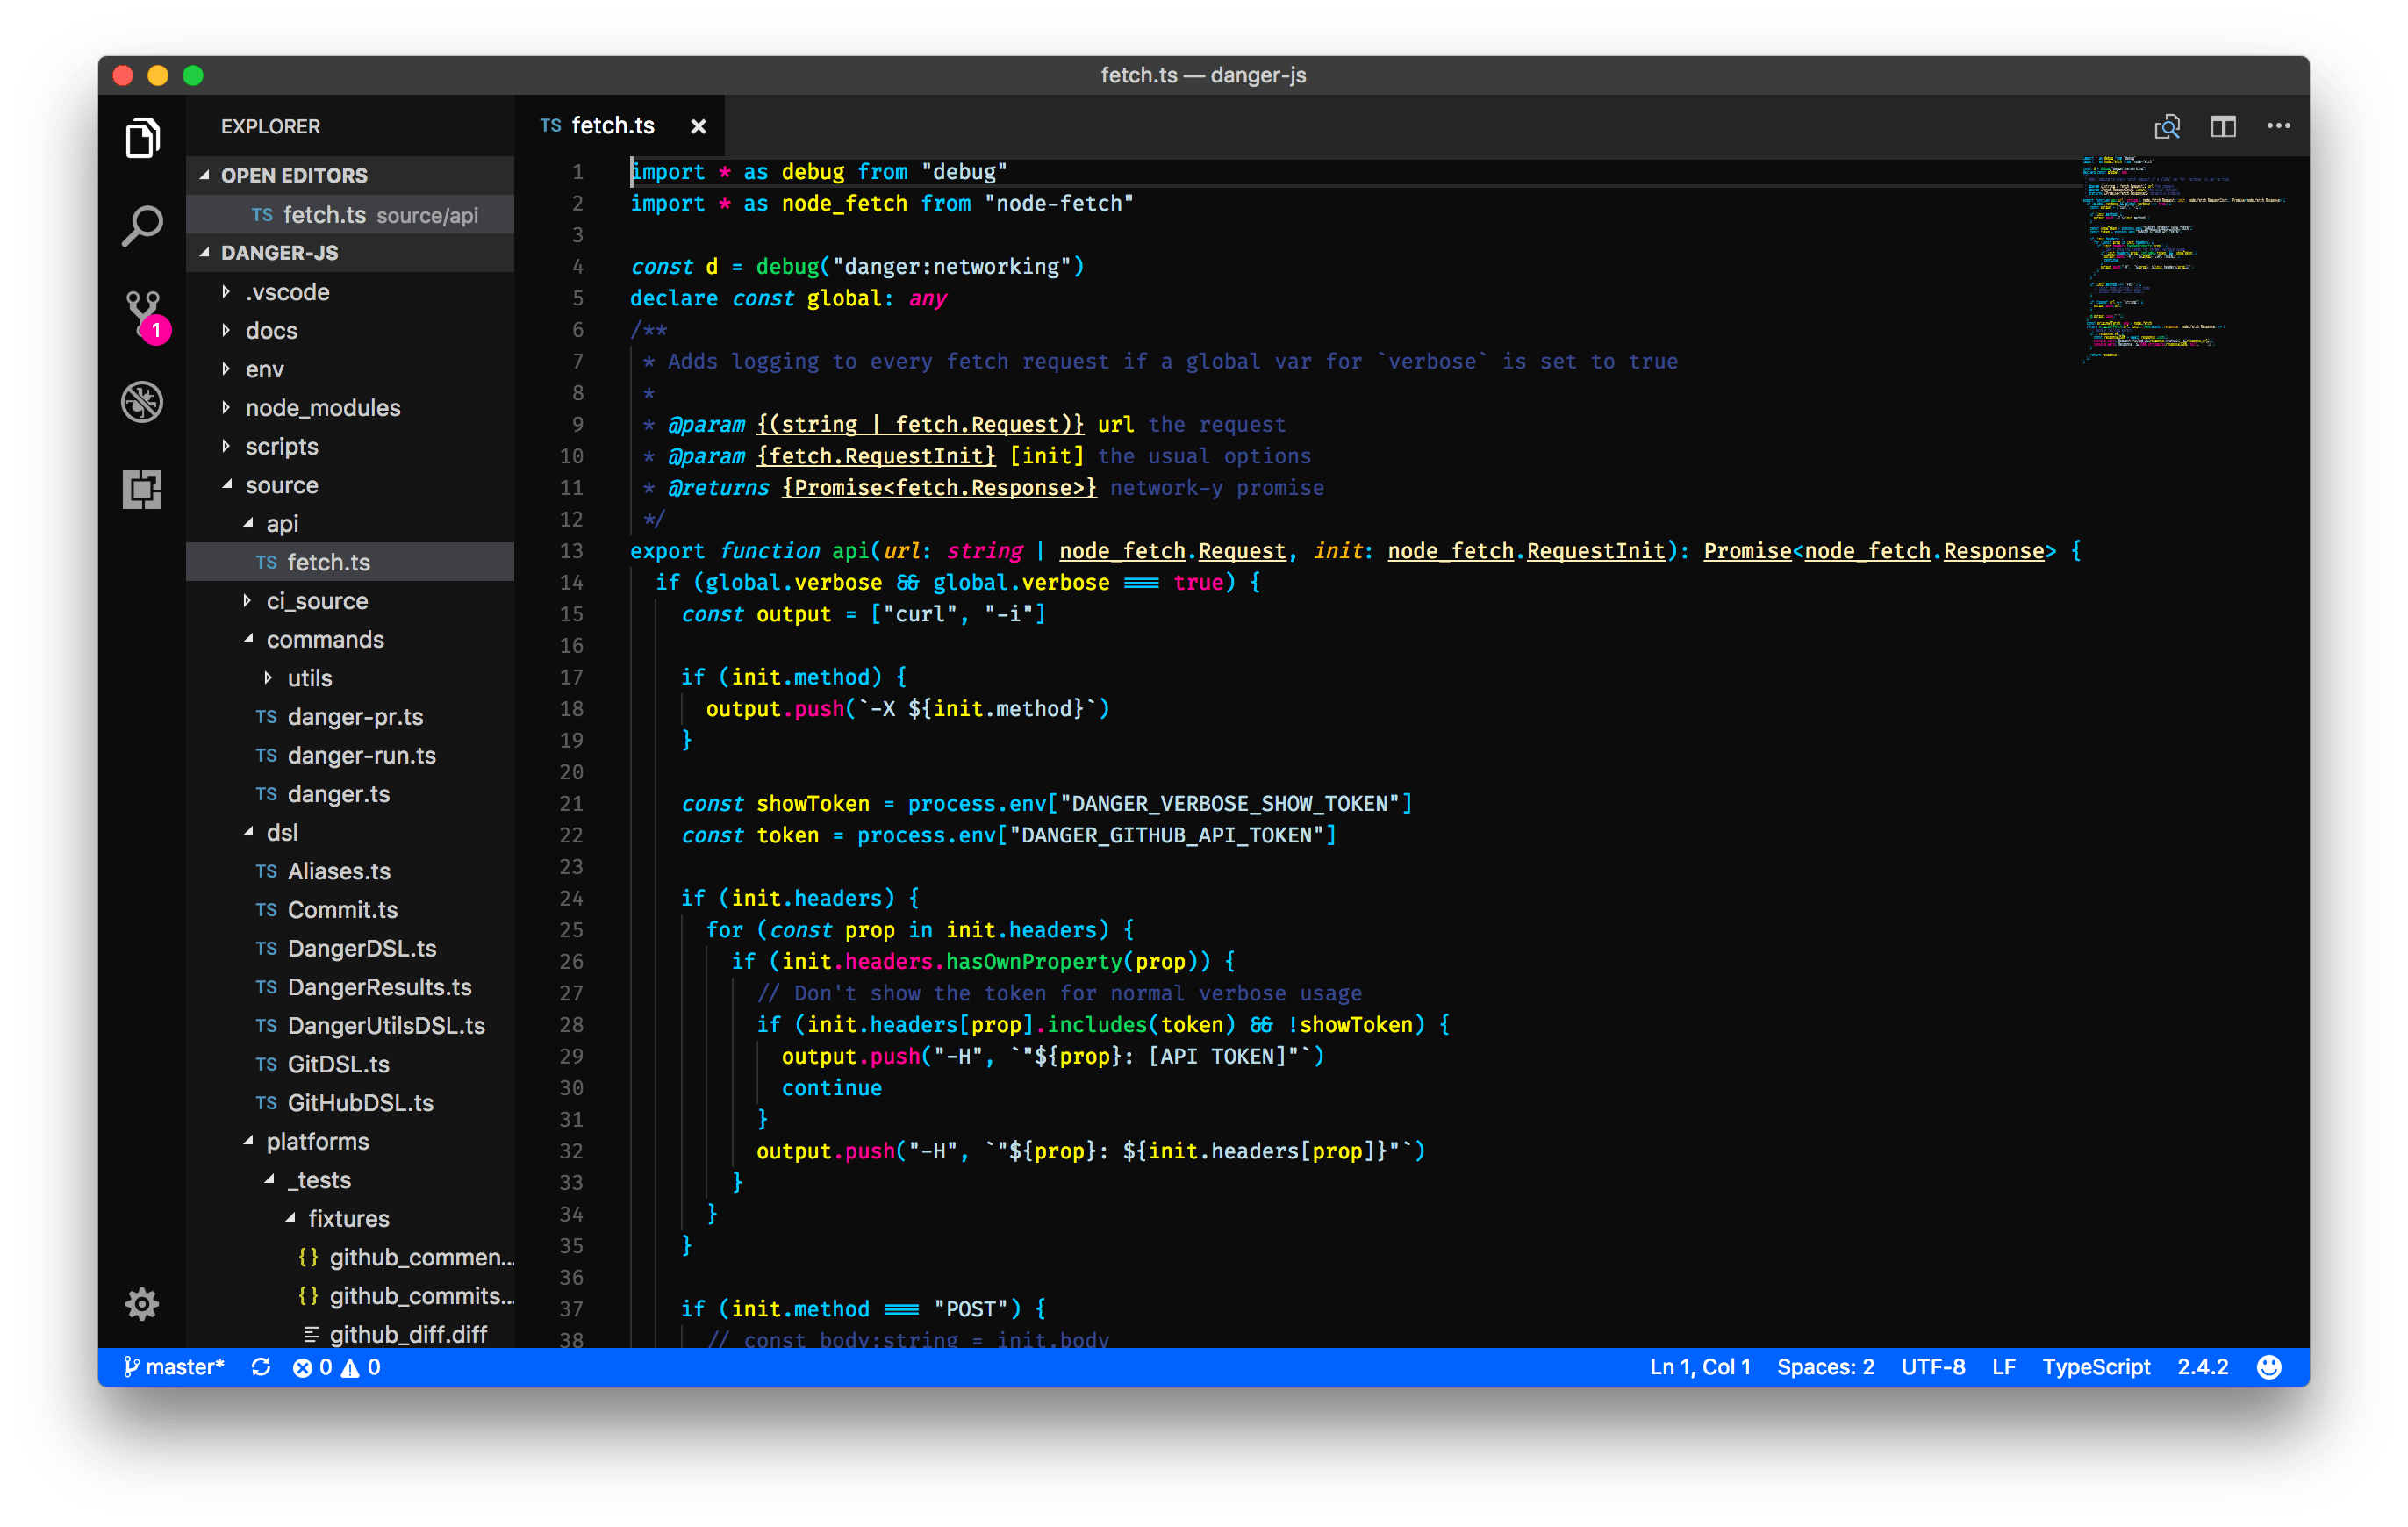 fetch.ts — danger-js
EXPLORER
OPEN EDITORS
TS fetch.ts source/api
DANGER-JS
.vscode
docs
env
node_modules
scripts
source
api
TS fetch.ts
ci_source
commands
utils
TS danger-pr.ts
TS danger-run.ts
TS danger.ts
dsl
TS Aliases.ts
TS Commit.ts
TS DangerDSL.ts
TS DangerResults.ts
TS DangerUtilsDSL.ts
TS GitDSL.ts
TS GitHubDSL.ts
platforms
_tests
fixtures
{} github_commen...
{} github_commits...
github_diff.diff
1
TS fetch.ts ×
1 import * as debug from "debug"
2 import * as node_fetch from "node-fetch"
3
4 const d = debug("danger:networking")
5 declare const global: any
6 /**
7 * Adds logging to every fetch request if a global var for `verbose` is set to true
8 *
9 * @param {(string | fetch.Request)} url the request
10 * @param {fetch.RequestInit} [init] the usual options
11 * @returns {Promise<fetch.Response>} network-y promise
12 */
13 export function api(url: string | node_fetch.Request, init: node_fetch.RequestInit): Promise<node_fetch.Response> {
14 if (global.verbose && global.verbose === true) {
15 const output = ["curl", "-i"]
16
17 if (init.method) {
18 output.push(`-X ${init.method}`)
19 }
20
21 const showToken = process.env["DANGER_VERBOSE_SHOW_TOKEN"]
22 const token = process.env["DANGER_GITHUB_API_TOKEN"]
23
24 if (init.headers) {
25 for (const prop in init.headers) {
26 if (init.headers.hasOwnProperty(prop)) {
27 // Don't show the token for normal verbose usage
28 if (init.headers[prop].includes(token) && !showToken) {
29 output.push("-H", `"${prop}: [API TOKEN]"`)
30 continue
31 }
32 output.push("-H", `"${prop}: ${init.headers[prop]}"`)
33 }
34 }
35 }
36
37 if (init.method === "POST") {
38 // const body:string = init.body
master* 0 0
Ln 1, Col 1 Spaces: 2 UTF-8 LF TypeScript 2.4.2